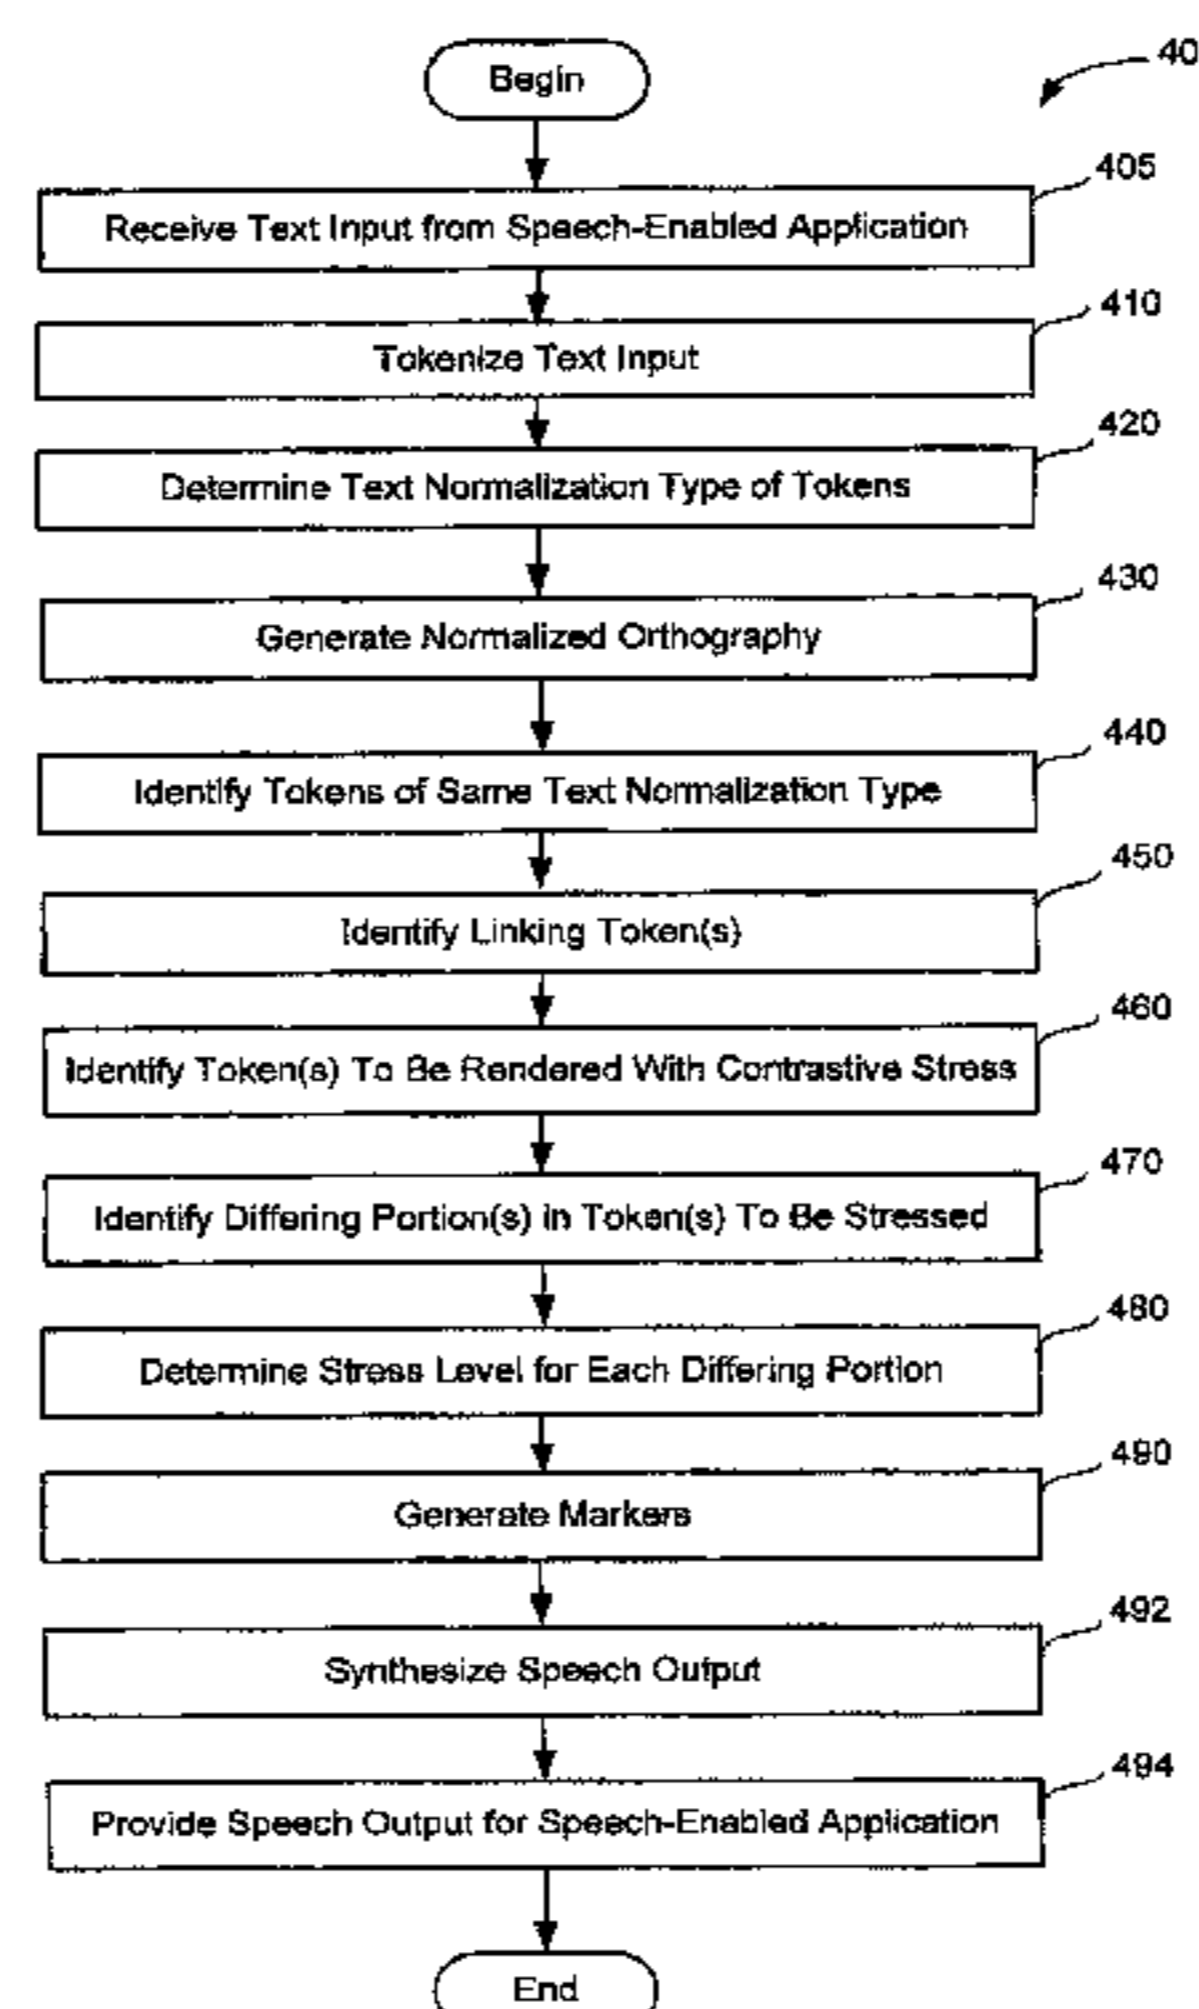 Begin
40
405
Receive Text Input from Speech-Enabled Application
410
Tokenize Text Input
420
Determine Text Normalization Type of Tokens
430
Generate Normalized Orthography
440
Identify Tokens of Same Text Normalization Type
450
Identify Linking Token(s)
460
Identify Token(s) To Be Rendered With Contrastive Stress
470
Identify Differing Portion(s) in Token(s) To Be Stressed
480
Determine Stress Level for Each Differing Portion
490
Generate Markers
492
Synthesize Speech Output
494
Provide Speech Output for Speech-Enabled Application
End